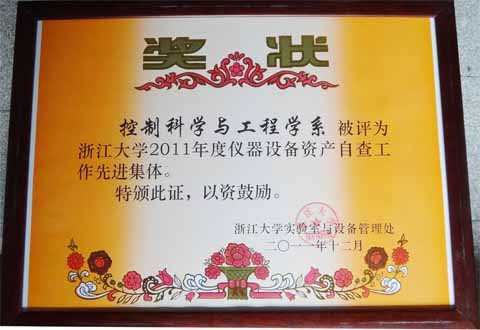 奖状
控制科学与工程学系 被评为
浙江大学2011年度仪器设备资产自查工
作先进集体。
特颁此证，以资鼓励。
浙江大学实验室与设备管理处
二〇一一年十二月